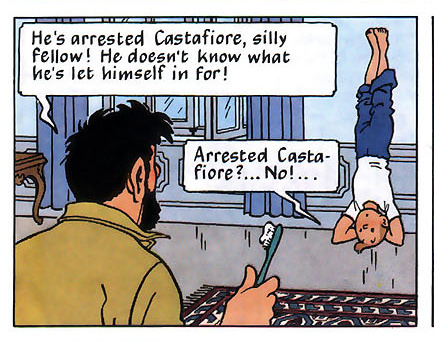 He's arrested Castafiore, silly
fellow! He doesn't know what
he's let himself in for!
Arrested Casta-
fiore?... No!...